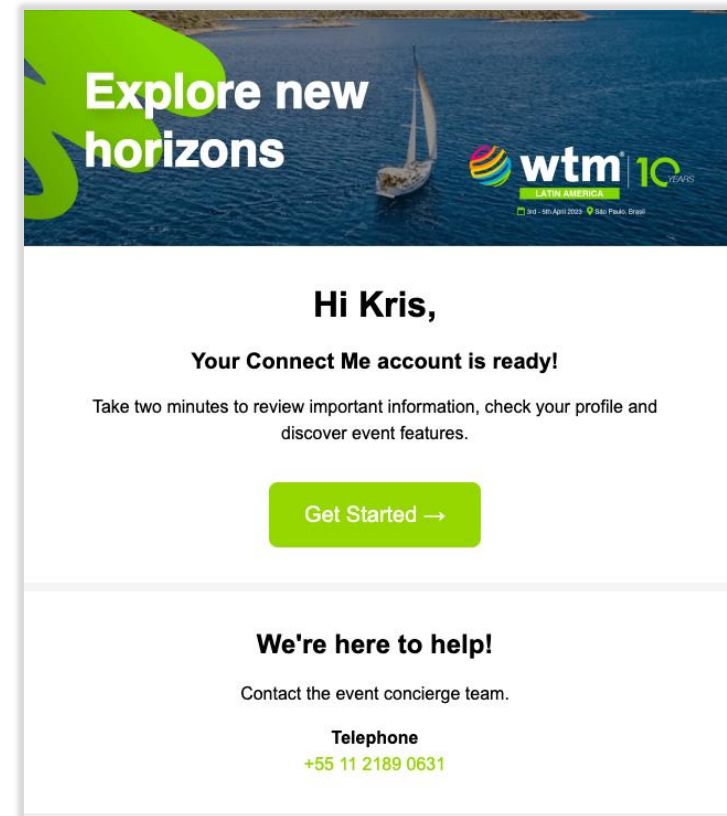 Explore new
horizons
wtm® 10 YEARS
LATIN AMERICA
3rd - 5th April 2023 São Paulo, Brasil
Hi Kris,
Your Connect Me account is ready!
Take two minutes to review important information, check your profile and
discover event features.
Get Started →
We're here to help!
Contact the event concierge team.
Telephone
+55 11 2189 0631